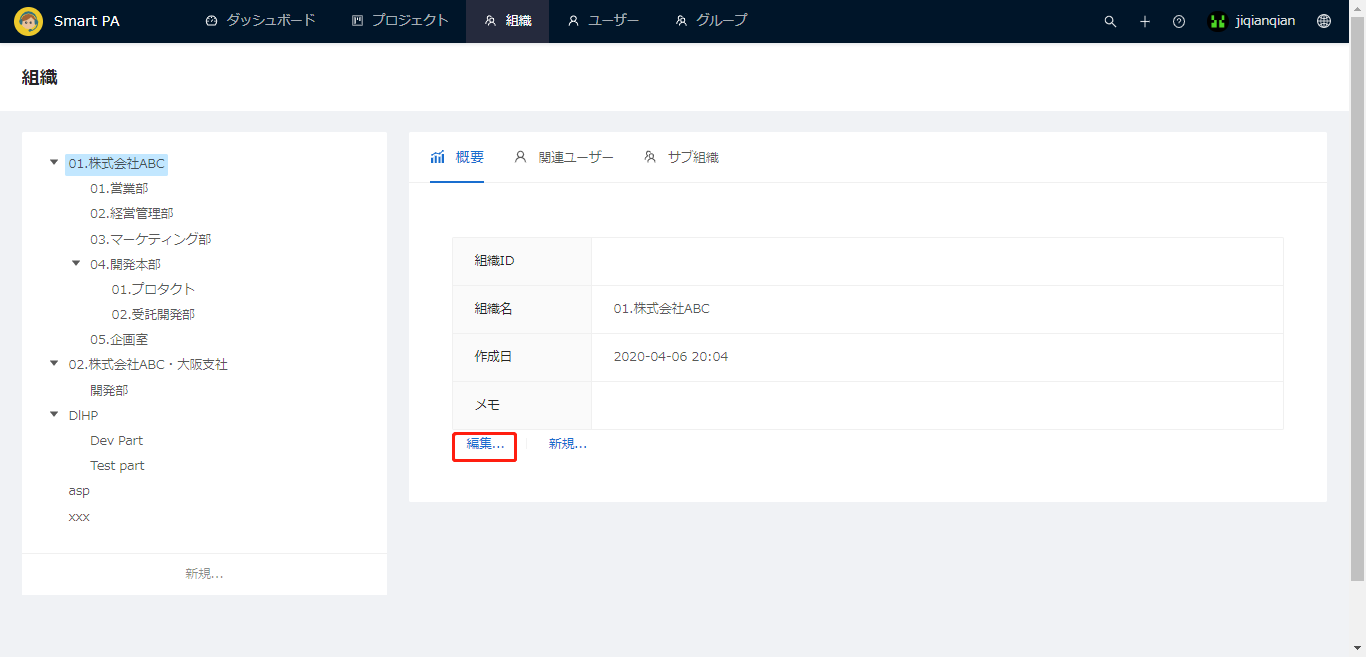 Smart PA
ダッシュボード
プロジェクト
組織
ユーザー
グループ
jiqianqian
組織
01.株式会社ABC
01.営業部
02.経営管理部
03.マーケティング部
04.開発本部
01.プロタクト
02.受託開発部
05.企画室
02.株式会社ABC・大阪支社
開発部
DlHP
Dev Part
Test part
asp
xxx
新規...
概要
関連ユーザー
サブ組織
組織ID
組織名
01.株式会社ABC
作成日
2020-04-06 20:04
メモ
編集...
新規...